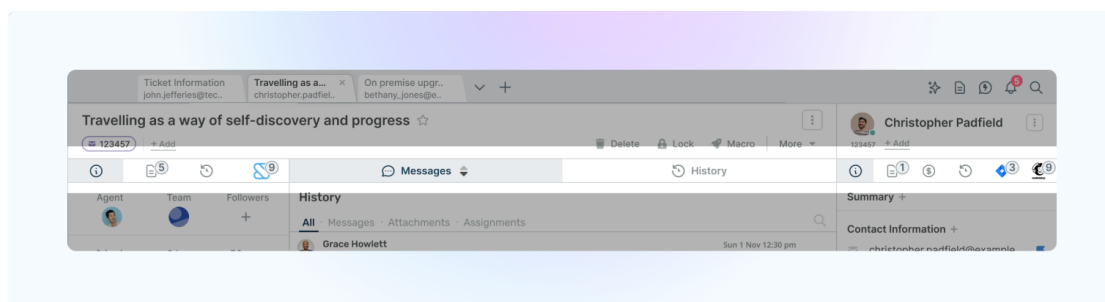 Ticket Information
john.jefferies@tec..
Travelling as a... ×
christopher.padfiel..
On premise upgr..
bethany_jones@e..
5
Travelling as a way of self-discovery and progress
123457
+ Add
Delete
Lock
Macro
More
Christopher Padfield
123457 + Add
5
9
Messages
History
1
3
9
Agent
Team
Followers
+
History
All · Messages · Attachments · Assignments
Grace Howlett
Sun 1 Nov 12:30 pm
Summary +
Contact Information +
christopher.padfield@example